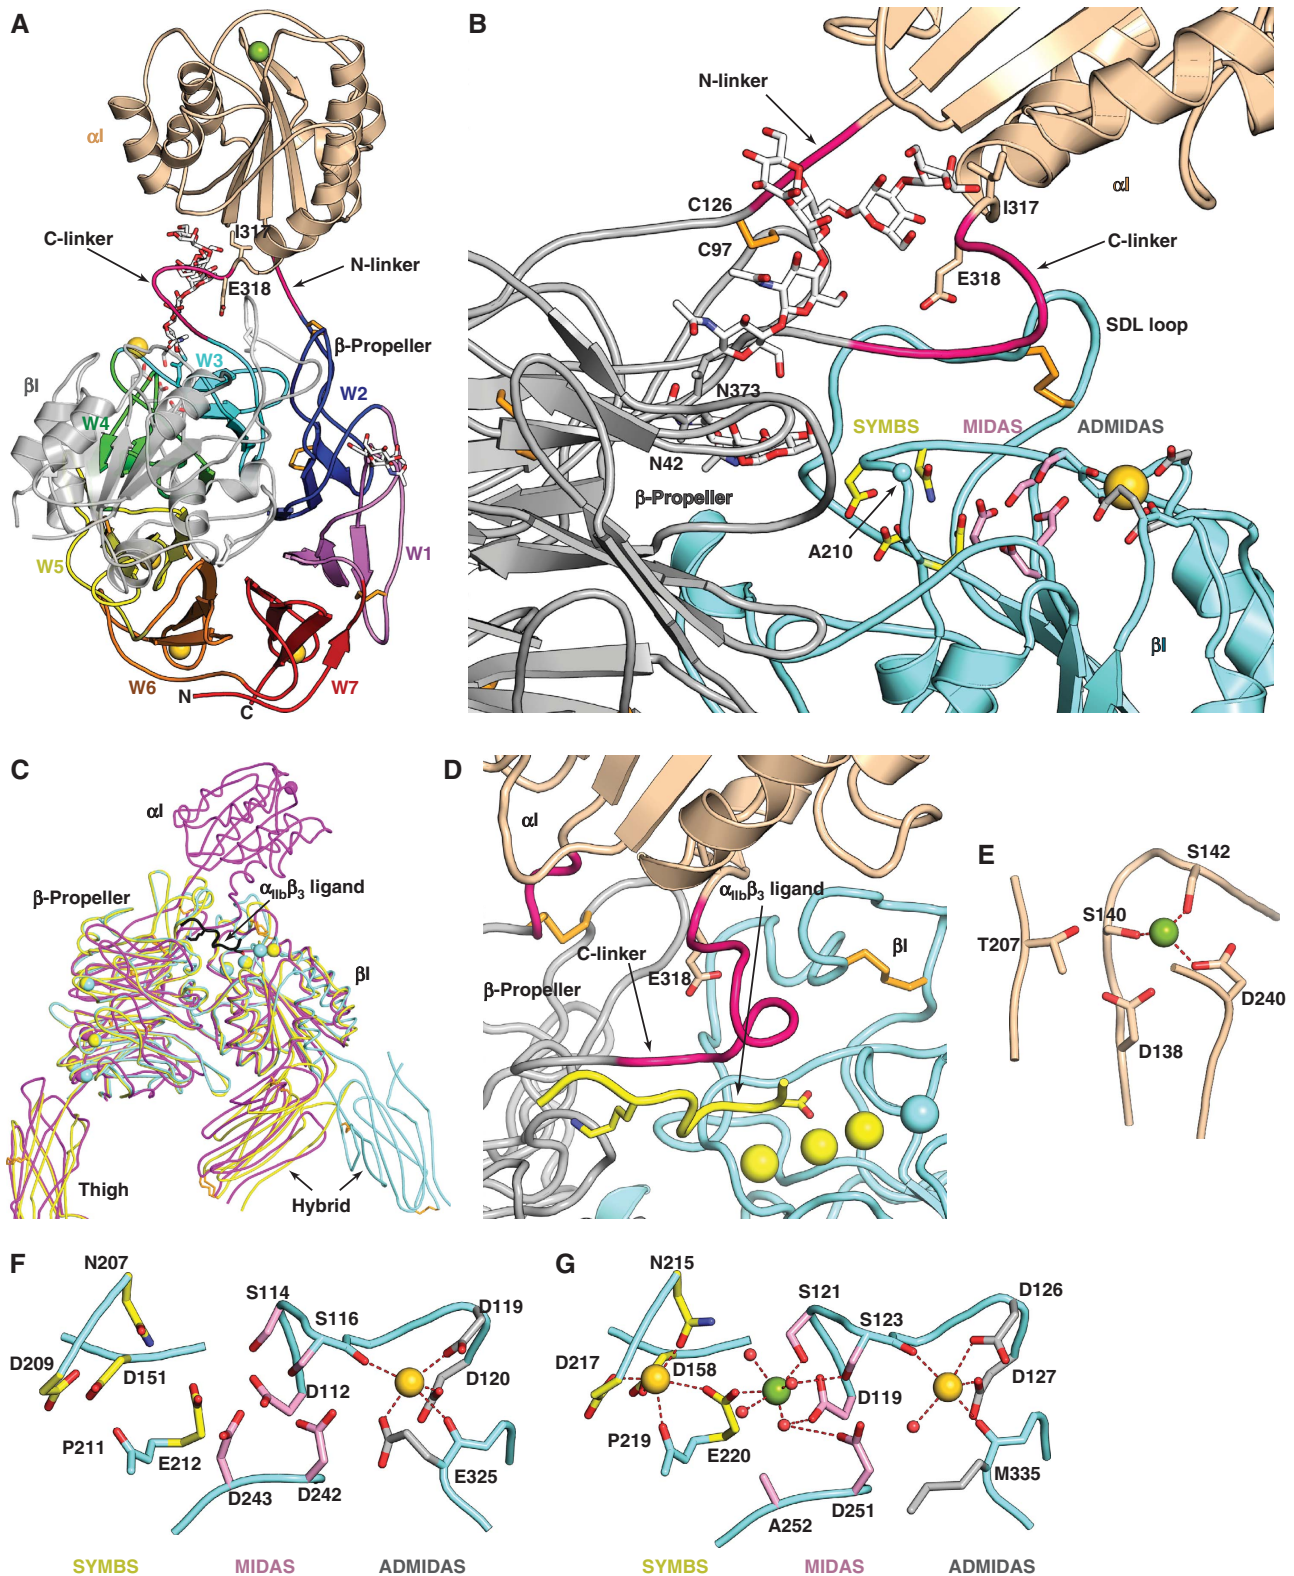 A
αI
I317
C-linker
N-linker
E318
β-Propeller
W3
βI
W2
W4
W5
W1
W6
N
W7
C
B
N-linker
αI
C126
I317
C97
C-linker
E318
SDL loop
N373
SYMBS
MIDAS
ADMIDAS
N42
β-Propeller
A210
βI
C
αI
β-Propeller
αIIbβ3 ligand
βI
Thigh
Hybrid
D
αI
αIIbβ3 ligand
C-linker
βI
E318
β-Propeller
E
S142
S140
T207
D240
D138
F
N207
S114
S116
D119
D209
D151
D112
D120
P211
E212
E325
D243
D242
SYMBS
MIDAS
ADMIDAS
G
N215
S121
D126
S123
D217
D158
D119
D127
P219
E220
M335
D251
A252
SYMBS
MIDAS
ADMIDAS